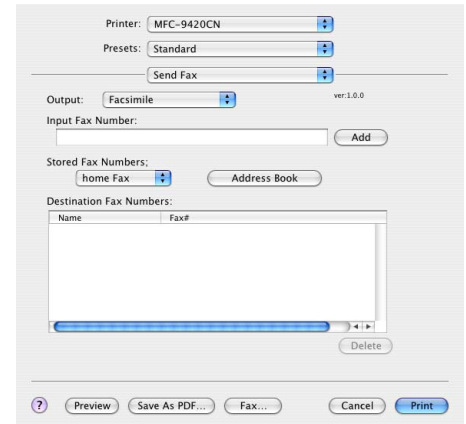 Printer: MFC-9420CN
Presets: Standard
Send Fax
Output: Facsimile ver:1.0.0
Input Fax Number:
Add
Stored Fax Numbers;
home Fax Address Book
Destination Fax Numbers:
Name Fax#
Delete
? Preview Save As PDF... Fax... Cancel Print